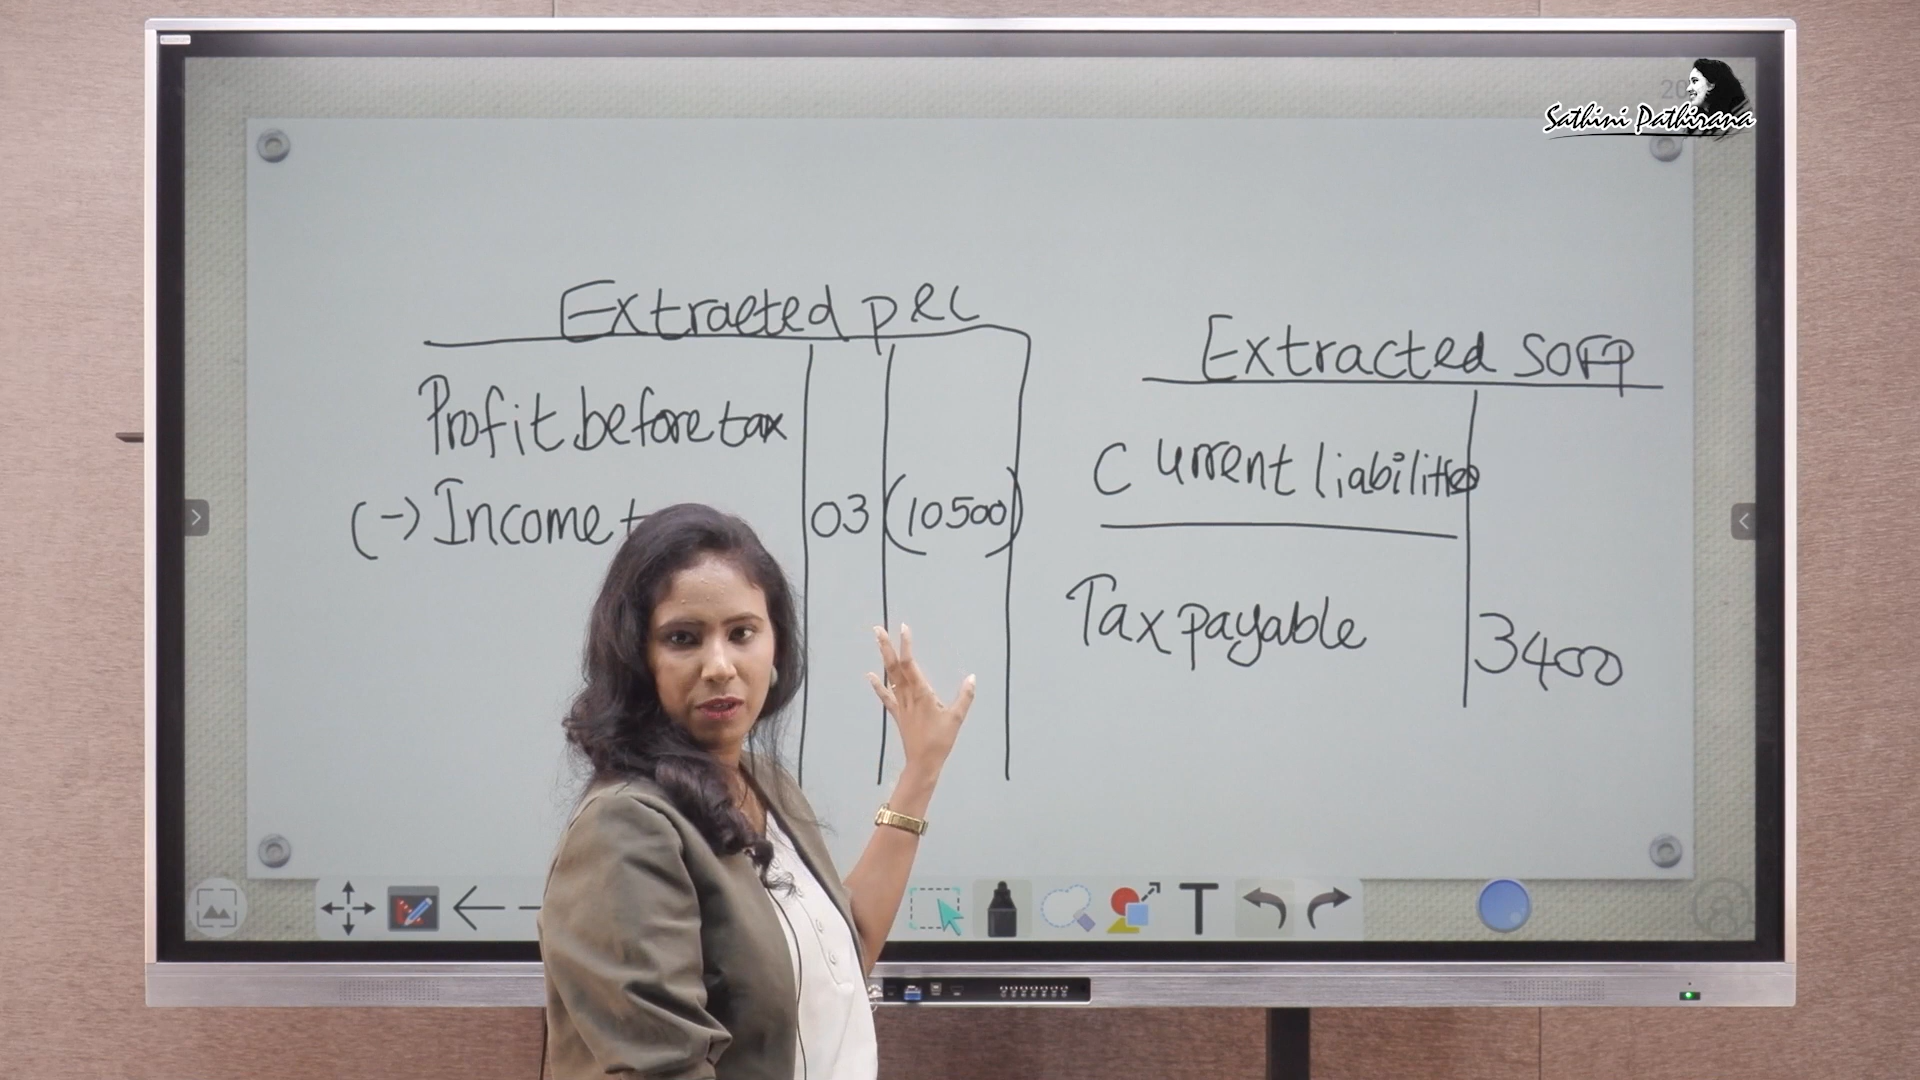 Sathini Pathirana
Extracted P&L
Profit before tax
(-) Income 03 (10500)
Extracted SOFP
Current liabilities
Tax payable 3400
T